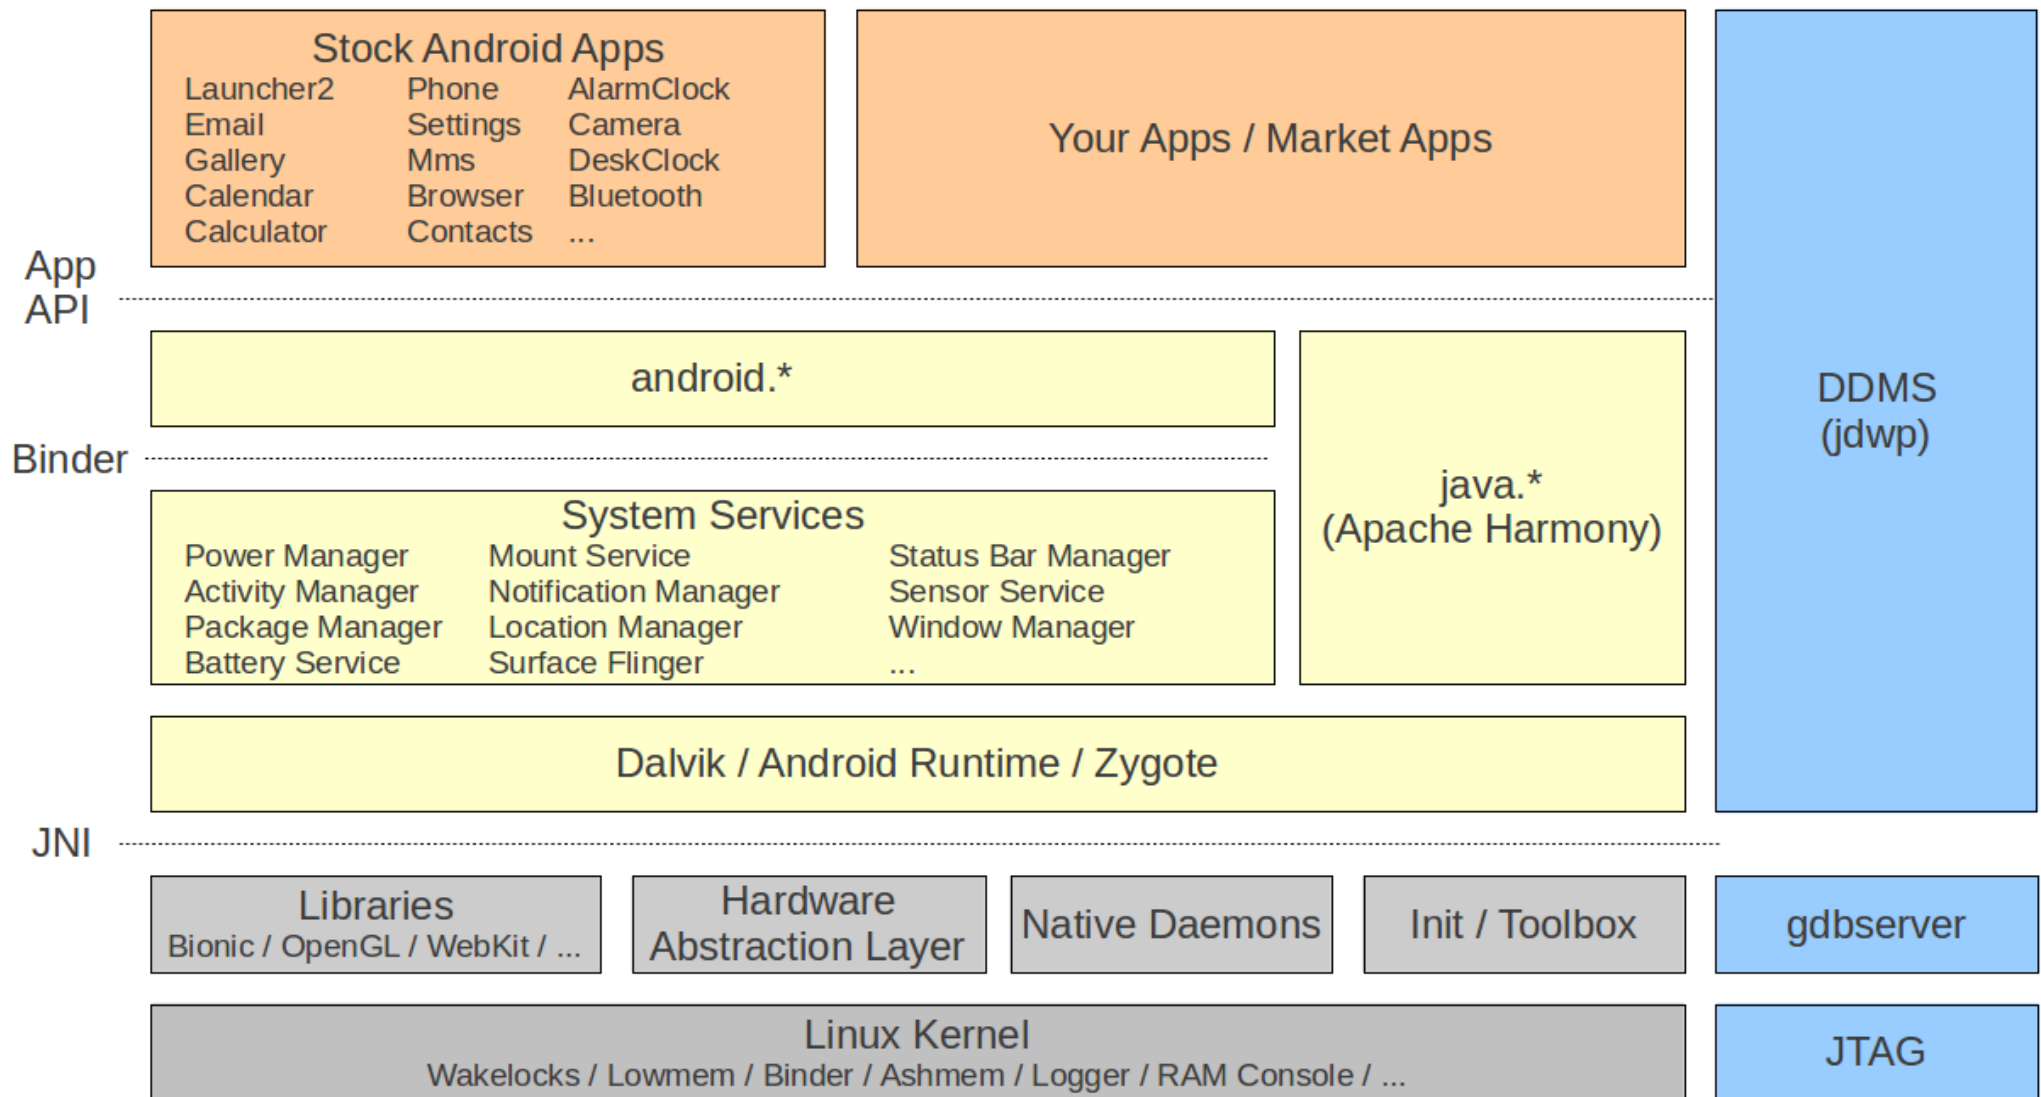 Stock Android Apps
Launcher2 Phone AlarmClock
Email Settings Camera
Gallery Mms DeskClock
Calendar Browser Bluetooth
Calculator Contacts ...
Your Apps / Market Apps
App
API
android.*
Binder
System Services
Power Manager Mount Service Status Bar Manager
Activity Manager Notification Manager Sensor Service
Package Manager Location Manager Window Manager
Battery Service Surface Flinger ...
java.*
(Apache Harmony)
DDMS
(jdwp)
Dalvik / Android Runtime / Zygote
JNI
Libraries
Bionic / OpenGL / WebKit / ...
Hardware
Abstraction Layer
Native Daemons
Init / Toolbox
gdbserver
Linux Kernel
Wakelocks / Lowmem / Binder / Ashmem / Logger / RAM Console / ...
JTAG